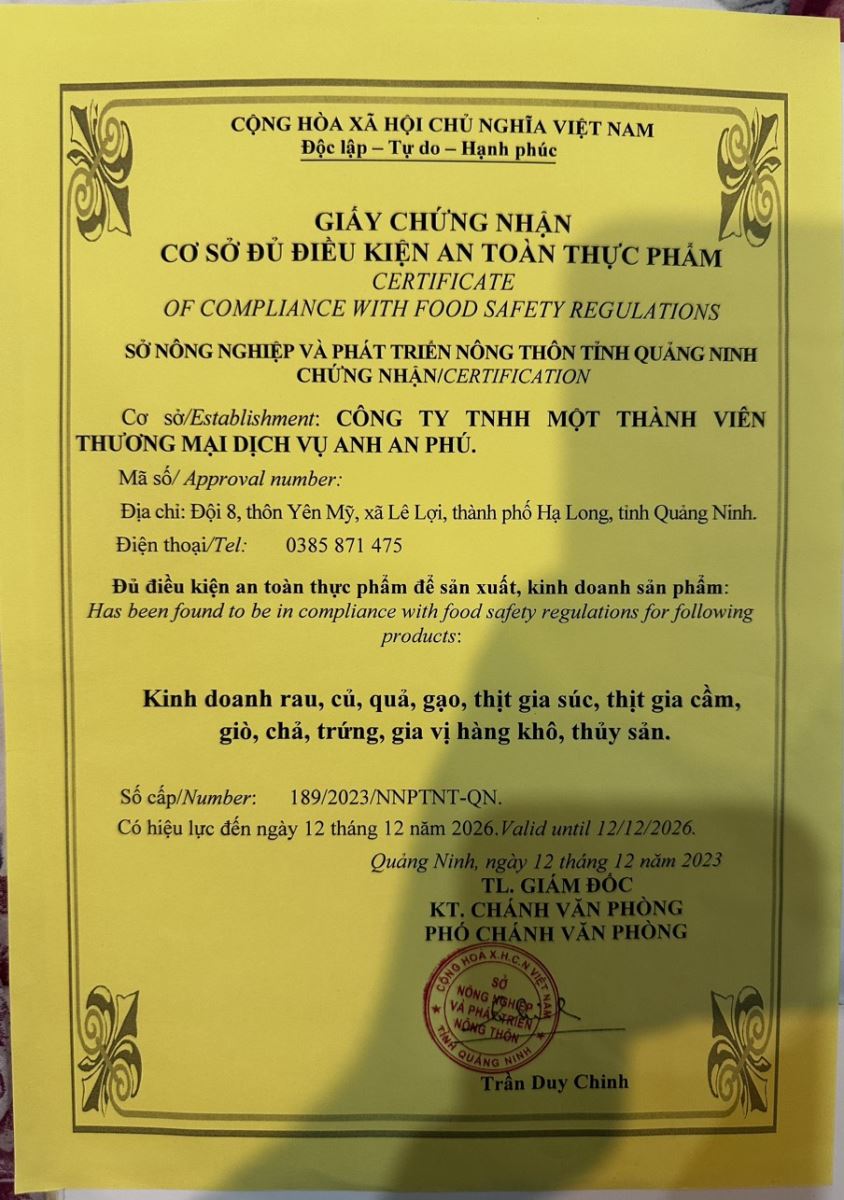 CỘNG HÒA XÃ HỘI CHỦ NGHĨA VIỆT NAM
Độc lập – Tự do – Hạnh phúc
GIẤY CHỨNG NHẬN
CƠ SỞ ĐỦ ĐIỀU KIỆN AN TOÀN THỰC PHẨM
CERTIFICATE
OF COMPLIANCE WITH FOOD SAFETY REGULATIONS
SỞ NÔNG NGHIỆP VÀ PHÁT TRIỂN NÔNG THÔN TỈNH QUẢNG NINH
CHỨNG NHẬN/CERTIFICATION
Cơ sở/Establishment: CÔNG TY TNHH MỘT THÀNH VIÊN
THƯƠNG MẠI DỊCH VỤ ANH AN PHÚ.
Mã số/ Approval number:
Địa chỉ: Đội 8, thôn Yên Mỹ, xã Lê Lợi, thành phố Hạ Long, tỉnh Quảng Ninh.
Điện thoại/Tel: 0385 871 475
Đủ điều kiện an toàn thực phẩm để sản xuất, kinh doanh sản phẩm:
Has been found to be in compliance with food safety regulations for following
products:
Kinh doanh rau, củ, quả, gạo, thịt gia súc, thịt gia cầm,
giò, chả, trứng, gia vị hàng khô, thủy sản.
Số cấp/Number: 189/2023/NNPTNT-QN.
Có hiệu lực đến ngày 12 tháng 12 năm 2026.Valid until 12/12/2026.
Quảng Ninh, ngày 12 tháng 12 năm 2023
TL. GIÁM ĐỐC
KT. CHÁNH VĂN PHÒNG
PHÓ CHÁNH VĂN PHÒNG
CỘNG HÒA X.H.C.N VIỆT NAM
SỞ
NÔNG NGHIỆP
VÀ PHÁT TRIỂN
NÔNG THÔN
TỈNH QUẢNG NINH
Trần Duy Chinh